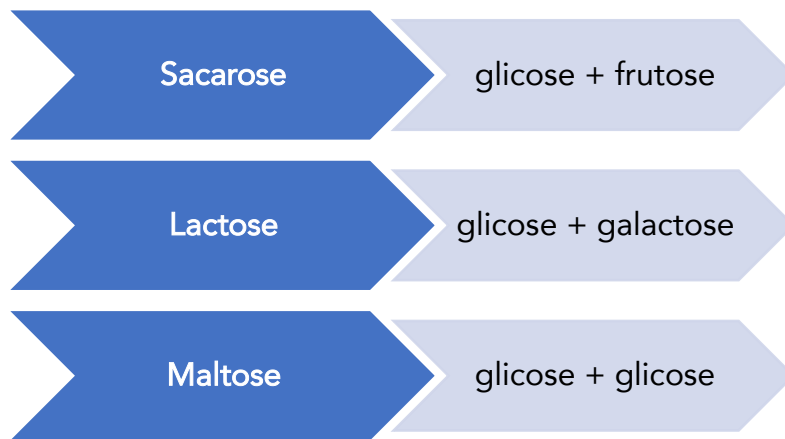 Sacarose
glicose + frutose
Lactose
glicose + galactose
Maltose
glicose + glicose